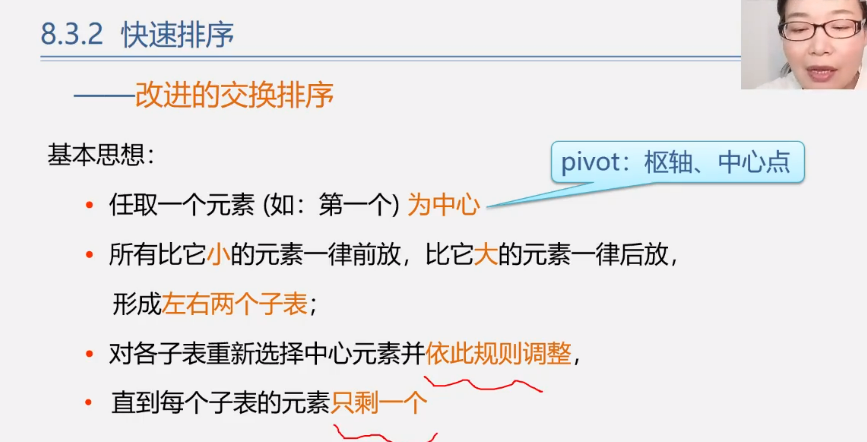 8.3.2 快速排序
——改进的交换排序
基本思想：
pivot：枢轴、中心点
• 任取一个元素 (如：第一个) 为中心
• 所有比它小的元素一律前放，比它大的元素一律后放，
形成左右两个子表；
• 对各子表重新选择中心元素并依此规则调整，
• 直到每个子表的元素只剩一个